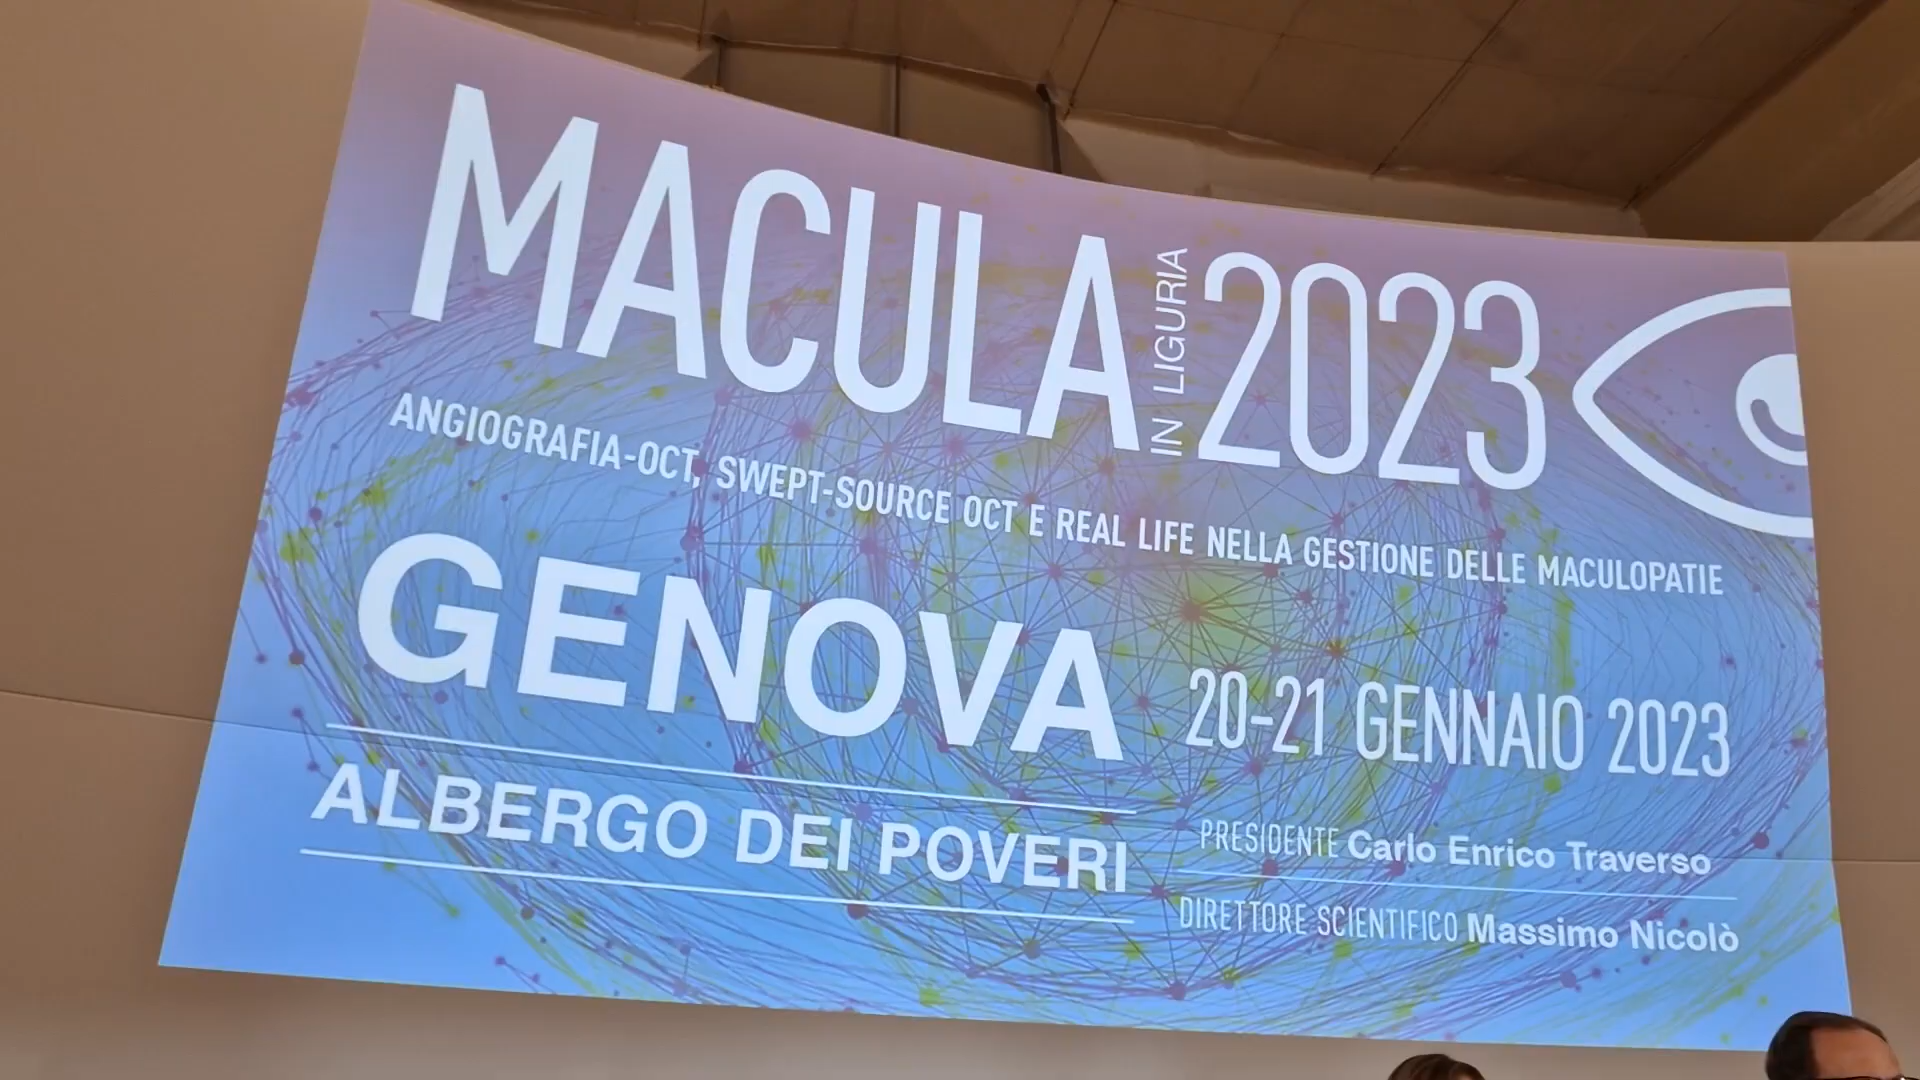 MACULA IN LIGURIA 2023
ANGIOGRAFIA-OCT, SWEPT-SOURCE OCT E REAL LIFE NELLA GESTIONE DELLE MACULOPATIE
GENOVA
20-21 GENNAIO 2023
ALBERGO DEI POVERI
PRESIDENTE Carlo Enrico Traverso
DIRETTORE SCIENTIFICO Massimo Nicolò